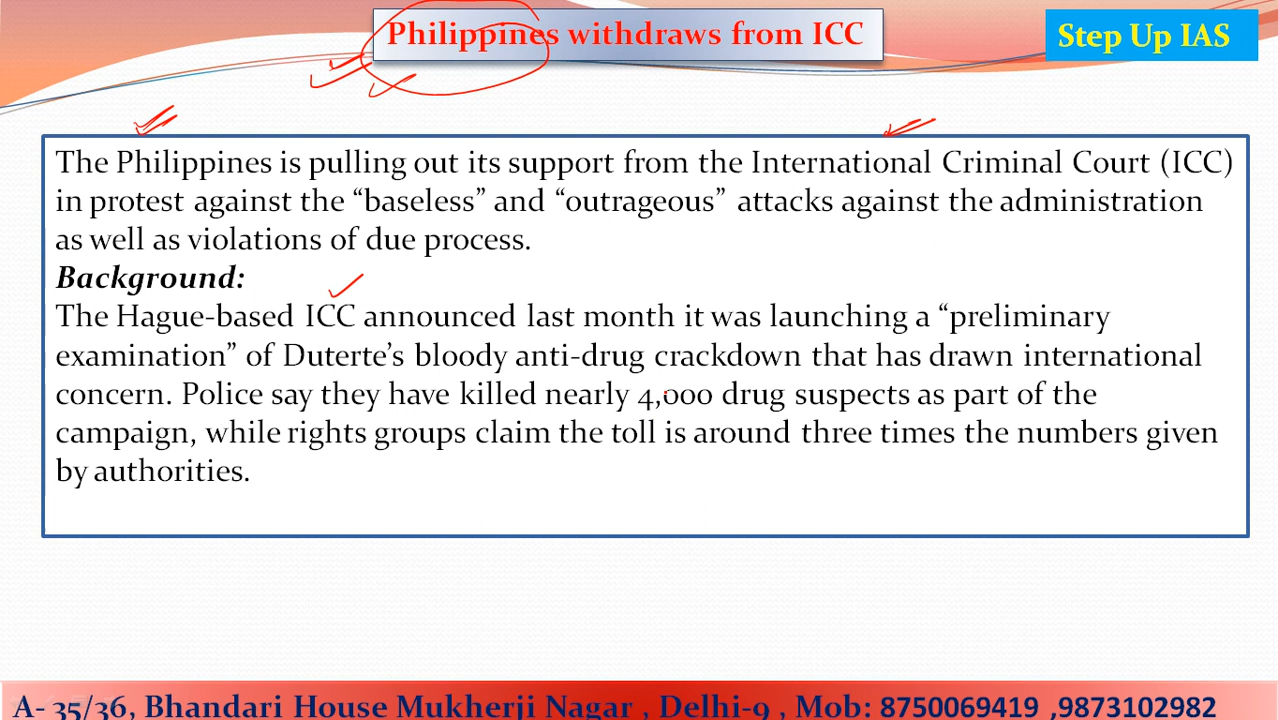 Philippines withdraws from ICC
Step Up IAS
The Philippines is pulling out its support from the International Criminal Court (ICC)
in protest against the “baseless” and “outrageous” attacks against the administration
as well as violations of due process.
Background:
The Hague-based ICC announced last month it was launching a “preliminary
examination” of Duterte’s bloody anti-drug crackdown that has drawn international
concern. Police say they have killed nearly 4,000 drug suspects as part of the
campaign, while rights groups claim the toll is around three times the numbers given
by authorities.
A- 35/36, Bhandari House Mukherji Nagar , Delhi-9 , Mob: 8750069419 ,9873102982